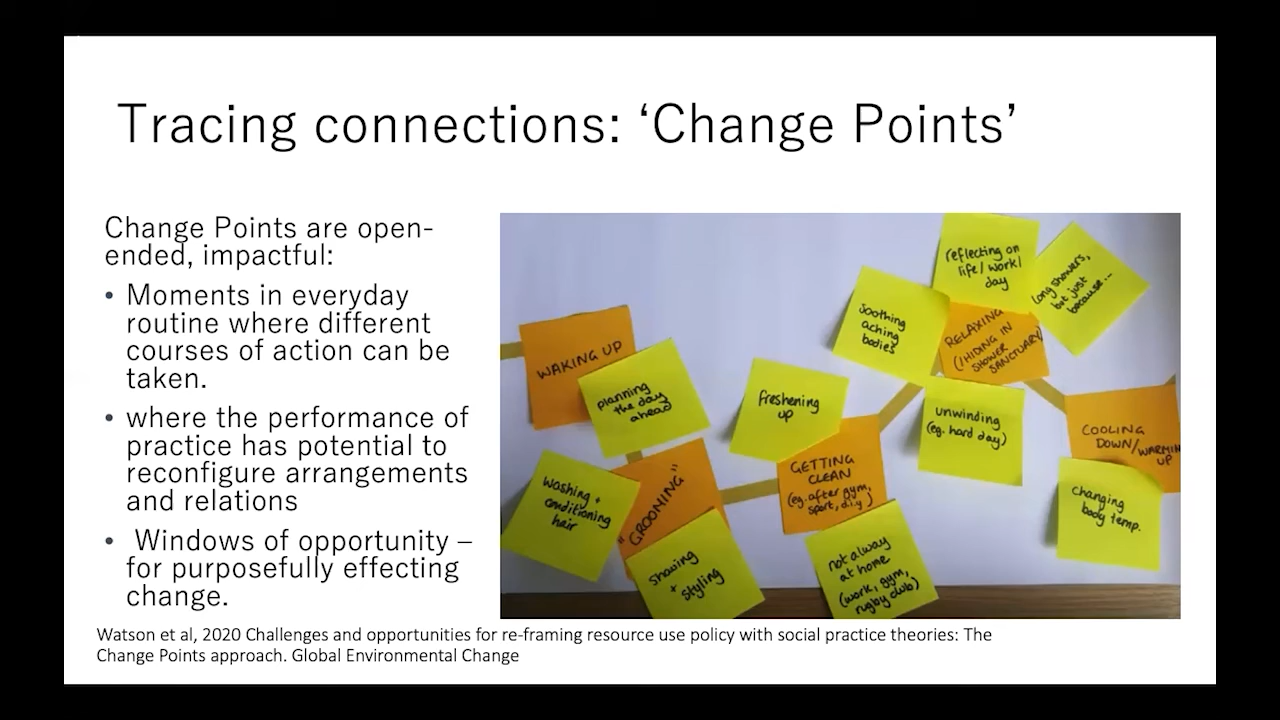 Tracing connections: ‘Change Points’
Change Points are open-
ended, impactful:
• Moments in everyday
routine where different
courses of action can be
taken.
• where the performance of
practice has potential to
reconfigure arrangements
and relations
• Windows of opportunity –
for purposefully effecting
change.
WAKING UP
planning
the day
ahead
washing +
conditioning
hair
"GROOMING"
shaving
+ styling
freshening
up
GETTING
CLEAN
(eg. after gym,
sport, d.i.y)
not alway
at home
(work, gym,
rugby club)
soothing
aching
bodies
reflecting on
life/work/
day
long showers,
but just
because...
RELAXING
(/HIDING IN
SHOWER
SANCTUARY)
unwinding
(eg. hard day)
COOLING
DOWN/WARMING
UP
changing
body temp.
Watson et al, 2020 Challenges and opportunities for re-framing resource use policy with social practice theories: The
Change Points approach. Global Environmental Change